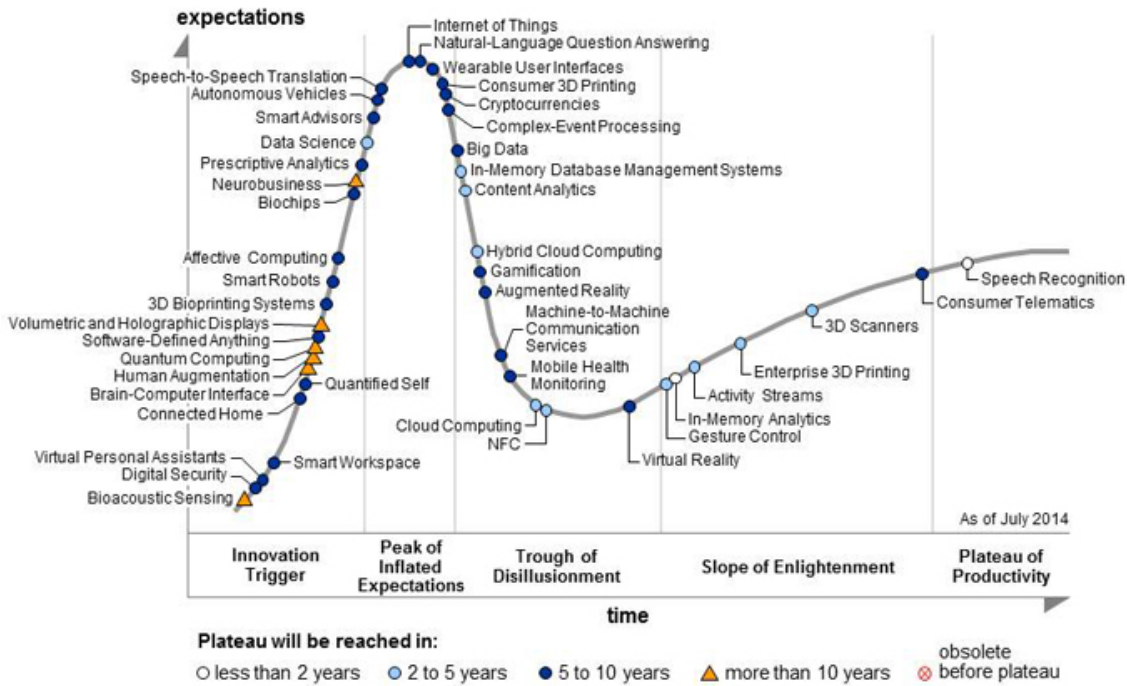 expectations
Internet of Things
Natural-Language Question Answering
Wearable User Interfaces
Speech-to-Speech Translation
Consumer 3D Printing
Autonomous Vehicles
Cryptocurrencies
Smart Advisors
Complex-Event Processing
Data Science
Big Data
Prescriptive Analytics
In-Memory Database Management Systems
Neurobusiness
Content Analytics
Biochips
Hybrid Cloud Computing
Affective Computing
Gamification
Speech Recognition
Smart Robots
Augmented Reality
Consumer Telematics
3D Bioprinting Systems
Machine-to-Machine
Communication
Services
3D Scanners
Volumetric and Holographic Displays
Software-Defined Anything
Quantum Computing
Mobile Health
Monitoring
Enterprise 3D Printing
Human Augmentation
Quantified Self
Brain-Computer Interface
Activity Streams
Connected Home
Cloud Computing
In-Memory Analytics
NFC
Gesture Control
Virtual Personal Assistants
Smart Workspace
Virtual Reality
Digital Security
Bioacoustic Sensing
As of July 2014
Innovation
Trigger
Peak of
Inflated
Expectations
Trough of
Disillusionment
Slope of Enlightenment
Plateau of
Productivity
time
Plateau will be reached in:
less than 2 years
2 to 5 years
5 to 10 years
more than 10 years
obsolete
before plateau